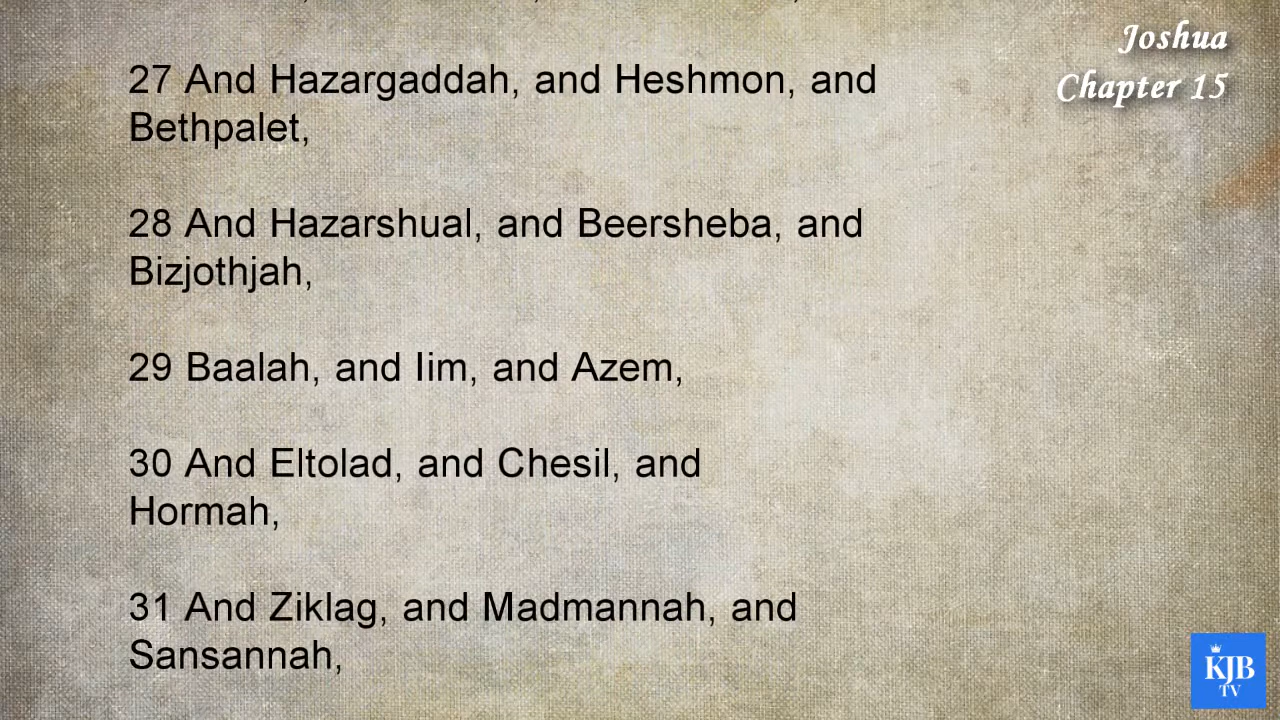 Joshua
Chapter 15
27 And Hazargaddah, and Heshmon, and
Bethpalet,
28 And Hazarshual, and Beersheba, and
Bizjothjah,
29 Baalah, and Iim, and Azem,
30 And Eltolad, and Chesil, and
Hormah,
31 And Ziklag, and Madmannah, and
Sansannah,
KJB
TV